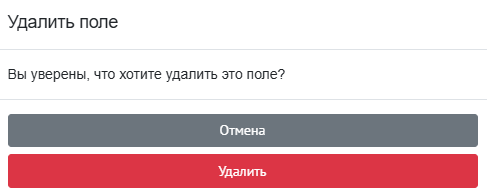 Удалить поле
Вы уверены, что хотите удалить это поле?
Отмена
Удалить